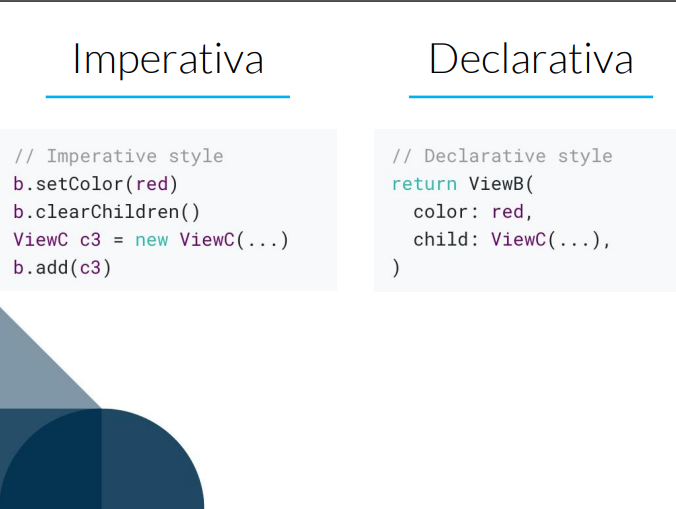 Imperativa
// Imperative style
b.setColor(red)
b.clearChildren()
ViewC c3 = new ViewC(...)
b.add(c3)
Declarativa
// Declarative style
return ViewB(
  color: red,
  child: ViewC(...),
)